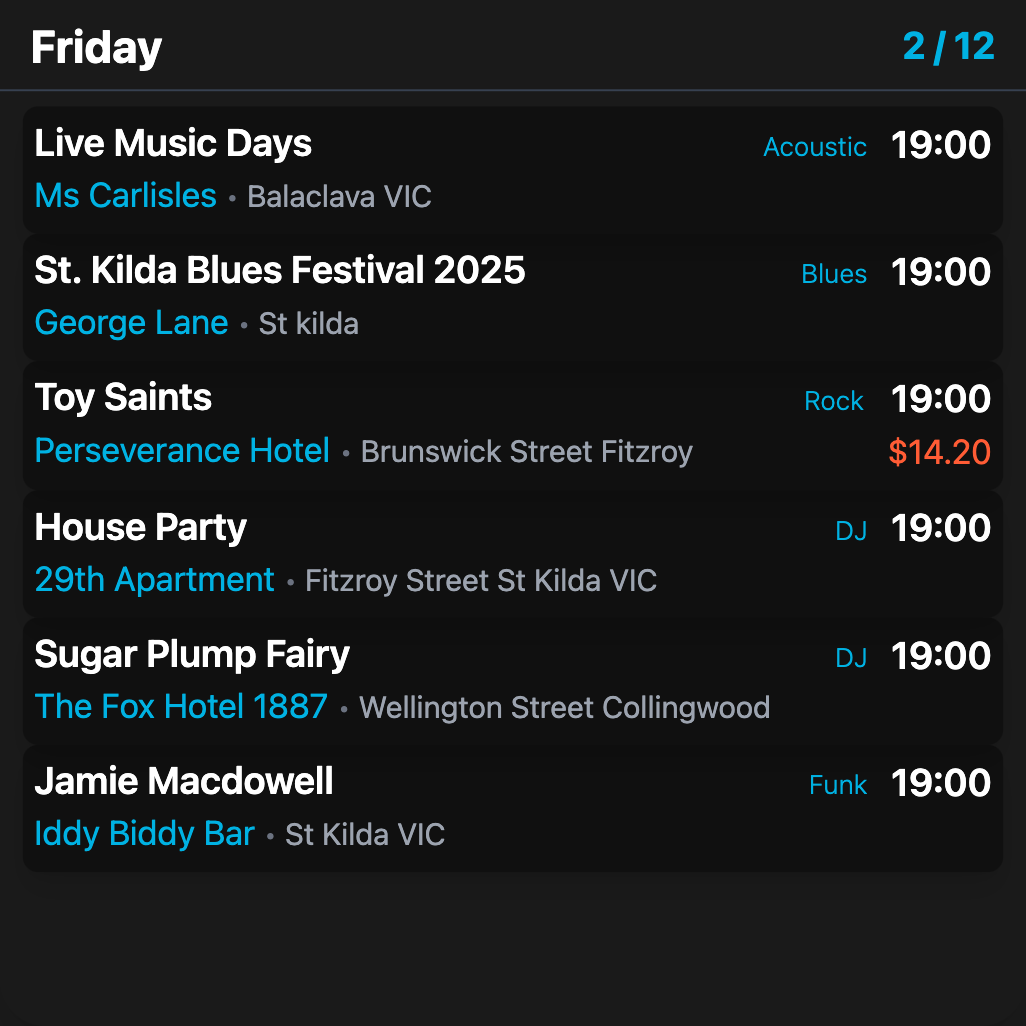 Friday 2 / 12
Live Music Days Acoustic 19:00
Ms Carlisles • Balaclava VIC
St. Kilda Blues Festival 2025 Blues 19:00
George Lane • St kilda
Toy Saints Rock 19:00
Perseverance Hotel • Brunswick Street Fitzroy $14.20
House Party DJ 19:00
29th Apartment • Fitzroy Street St Kilda VIC
Sugar Plump Fairy DJ 19:00
The Fox Hotel 1887 • Wellington Street Collingwood
Jamie Macdowell Funk 19:00
Iddy Biddy Bar • St Kilda VIC